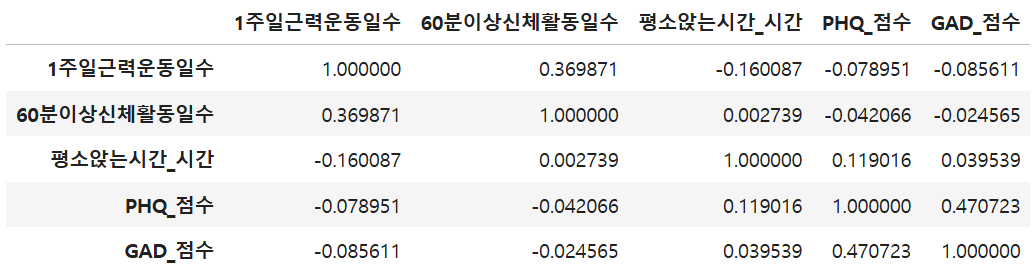 1주일근력운동일수 60분이상신체활동일수 평소앉는시간_시간 PHQ_점수 GAD_점수
1주일근력운동일수 1.000000 0.369871 -0.160087 -0.078951 -0.085611
60분이상신체활동일수 0.369871 1.000000 0.002739 -0.042066 -0.024565
평소앉는시간_시간 -0.160087 0.002739 1.000000 0.119016 0.039539
PHQ_점수 -0.078951 -0.042066 0.119016 1.000000 0.470723
GAD_점수 -0.085611 -0.024565 0.039539 0.470723 1.000000